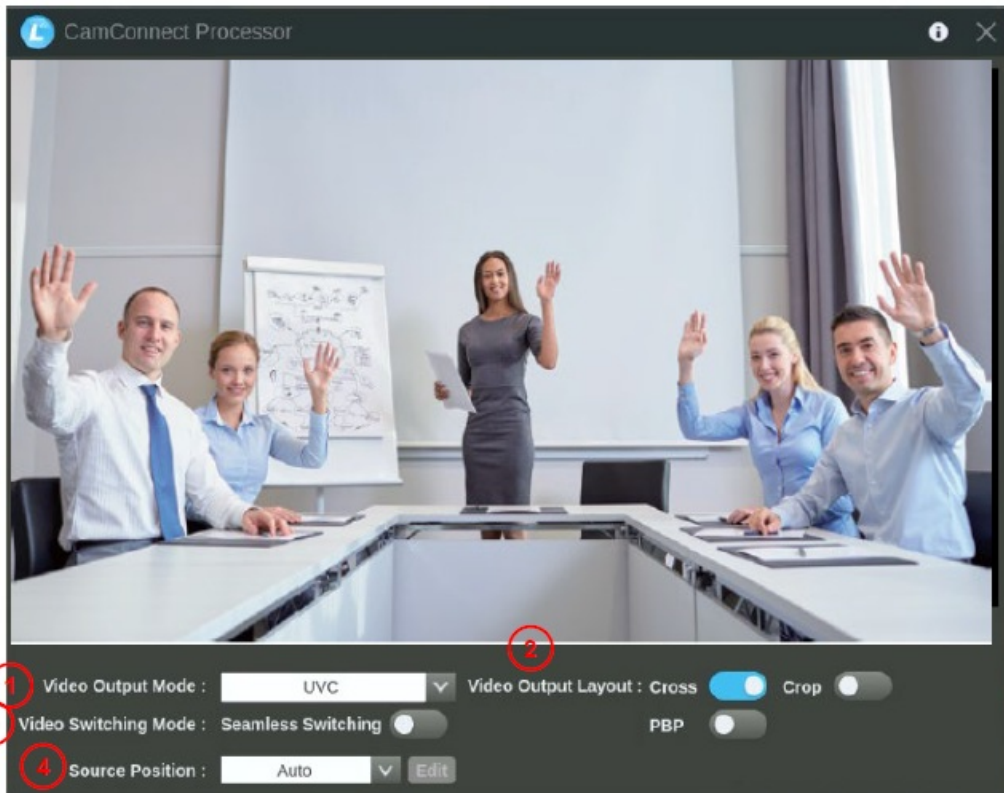 CamConnect Processor
2
1 Video Output Mode : UVC Video Output Layout : Cross Crop
Video Switching Mode : Seamless Switching PBP
4 Source Position : Auto Edit